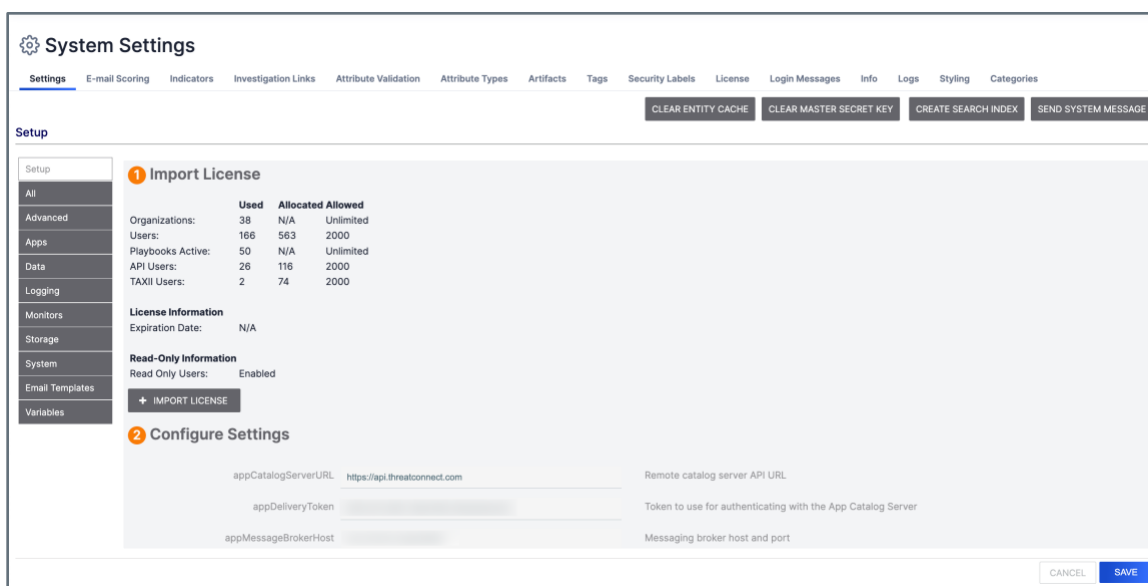 System Settings
Settings E-mail Scoring Indicators Investigation Links Attribute Validation Attribute Types Artifacts Tags Security Labels License Login Messages Info Logs Styling Categories
CLEAR ENTITY CACHE CLEAR MASTER SECRET KEY CREATE SEARCH INDEX SEND SYSTEM MESSAGE
Setup
Setup
All
Advanced
Apps
Data
Logging
Monitors
Storage
System
Email Templates
Variables
1 Import License
Used Allocated Allowed
Organizations: 38 N/A Unlimited
Users: 166 563 2000
Playbooks Active: 50 N/A Unlimited
API Users: 26 116 2000
TAXII Users: 2 74 2000
License Information
Expiration Date: N/A
Read-Only Information
Read Only Users: Enabled
+ IMPORT LICENSE
2 Configure Settings
appCatalogServerURL https://api.threatconnect.com Remote catalog server API URL
appDeliveryToken Token to use for authenticating with the App Catalog Server
appMessageBrokerHost Messaging broker host and port
CANCEL SAVE